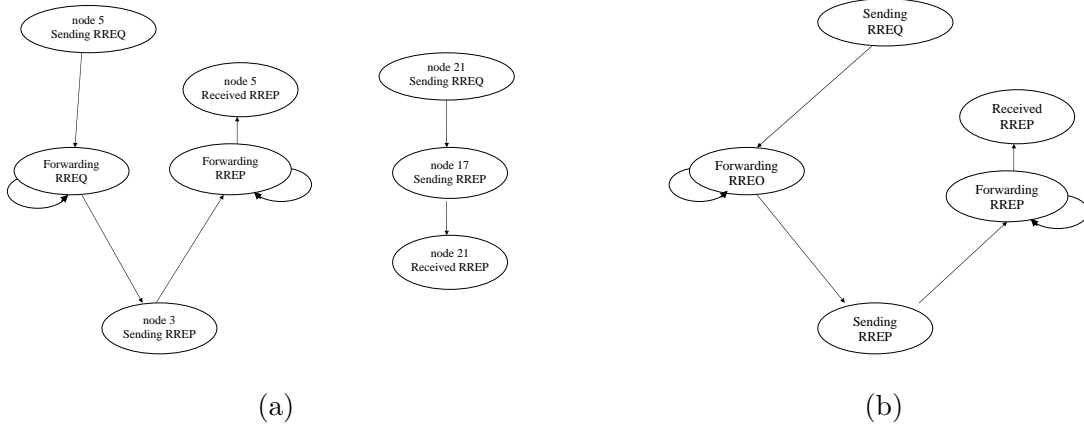 node 5
Sending RREQ
node 5
Received RREP
Forwarding
RREQ
Forwarding
RREP
node 3
Sending RREP
node 21
Sending RREQ
node 17
Sending RREP
node 21
Received RREP
(a)
Sending
RREQ
Received
RREP
Forwarding
RREO
Forwarding
RREP
Sending
RREP
(b)